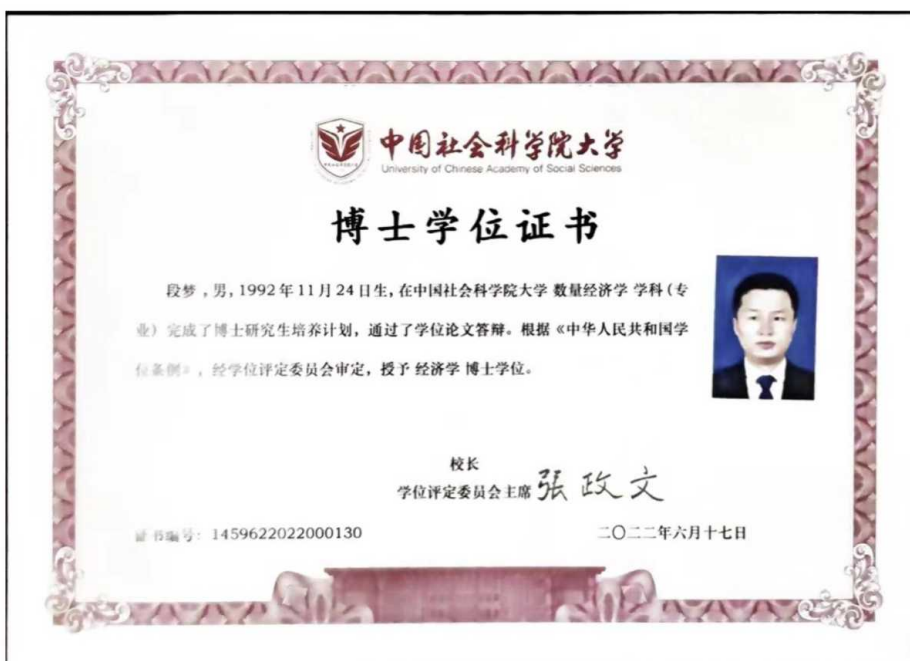 中国社会科学院大学
University of Chinese Academy of Social Sciences
博士学位证书
段梦，男，1992年11月24日生，在中国社会科学院大学 数量经济学 学科（专
业）完成了博士研究生培养计划，通过了学位论文答辩。根据《中华人民共和国学
位条例》，经学位评定委员会审定，授予 经济学 博士学位。
校长
学位评定委员会主席 张政文
证书编号：1459622022000130
二〇二二年六月十七日